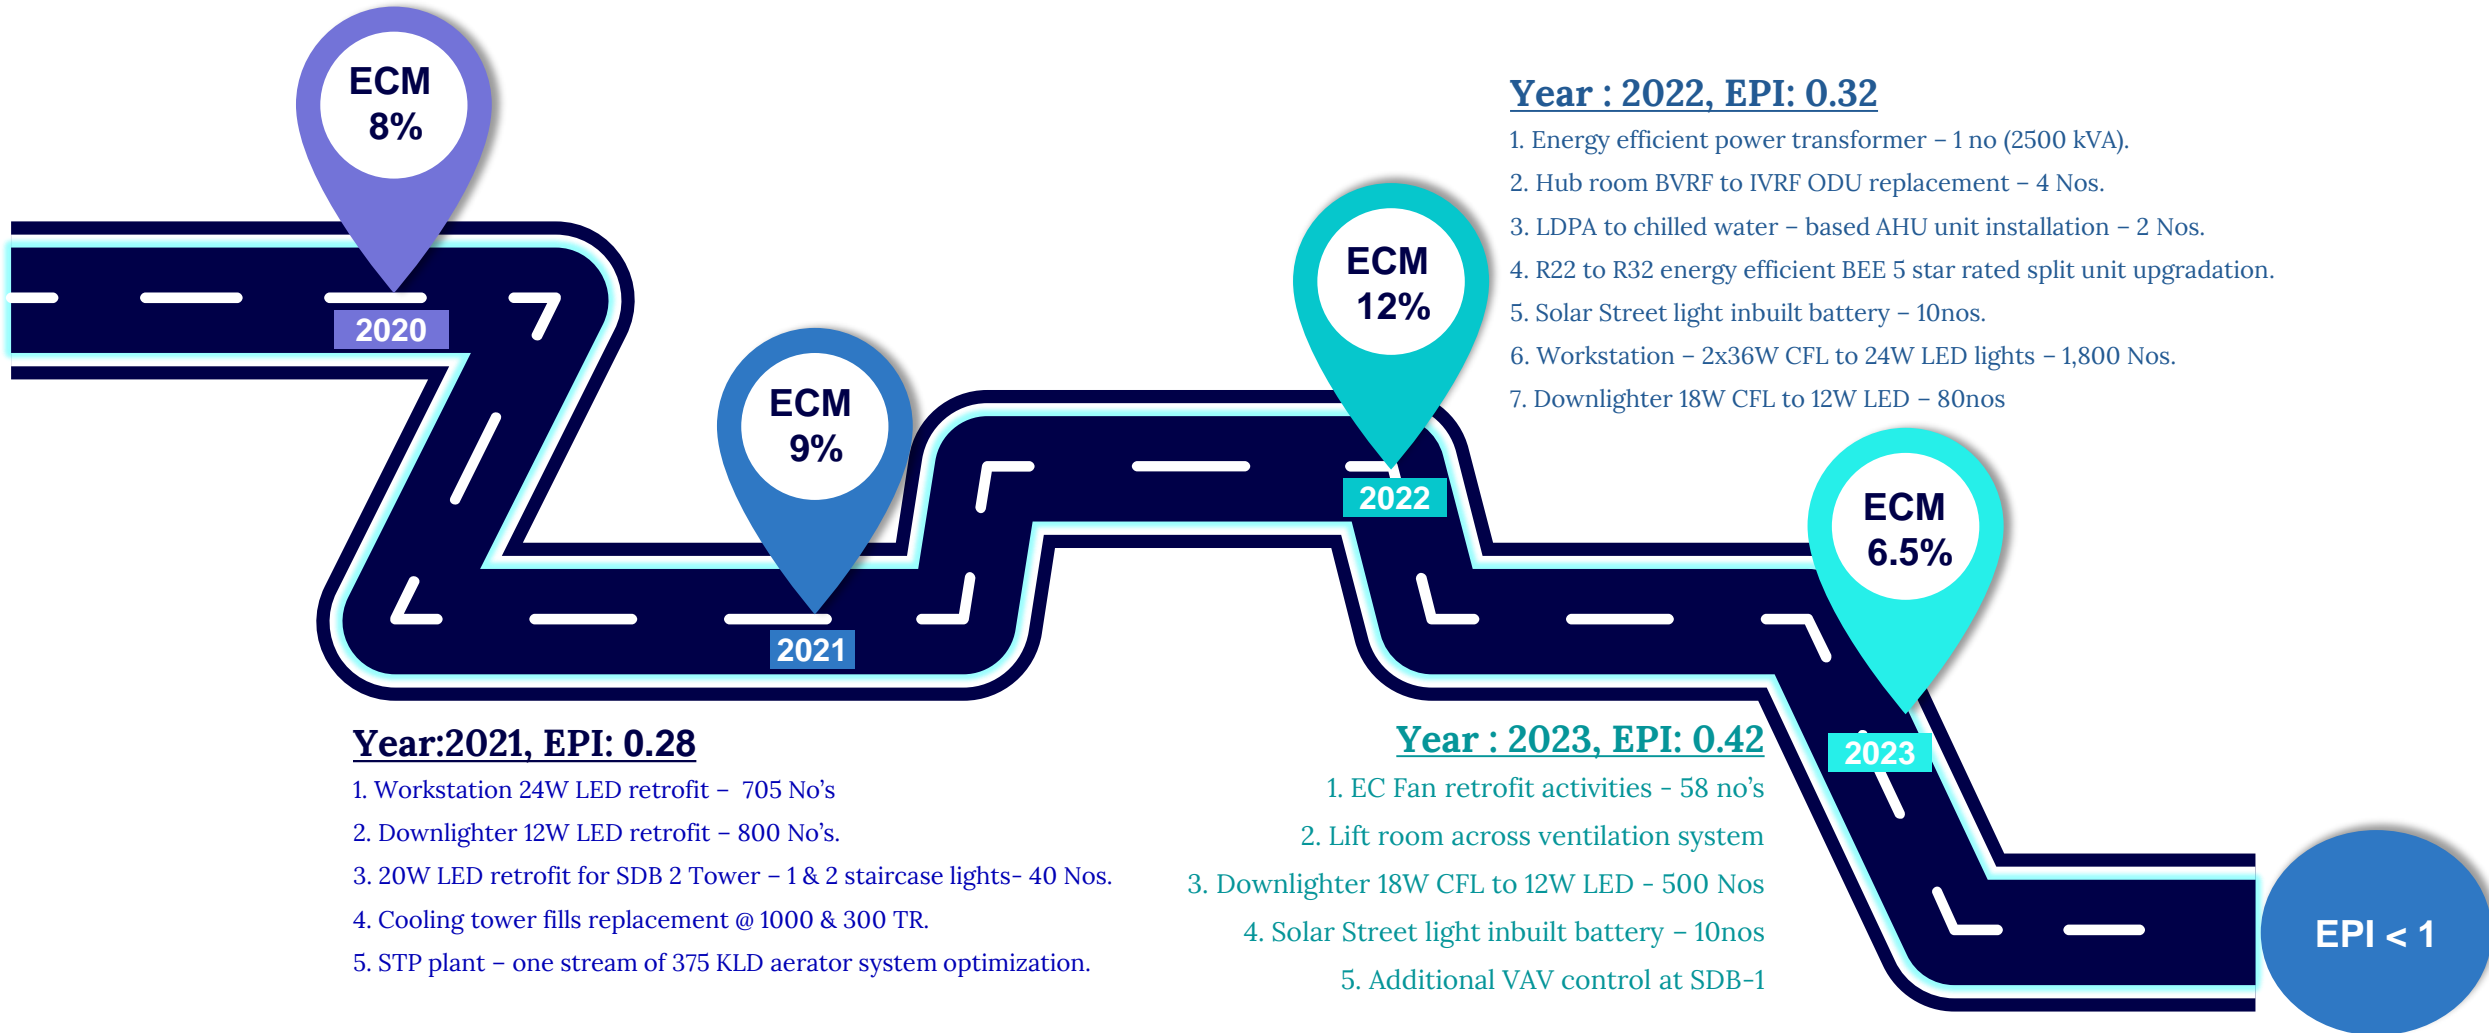 ECM
8%
2020
ECM
9%
2021
ECM
12%
2022
ECM
6.5%
2023
Year : 2022, EPI: 0.32
1. Energy efficient power transformer – 1 no (2500 kVA).
2. Hub room BVRF to IVRF ODU replacement – 4 Nos.
3. LDPA to chilled water – based AHU unit installation – 2 Nos.
4. R22 to R32 energy efficient BEE 5 star rated split unit upgradation.
5. Solar Street light inbuilt battery – 10nos.
6. Workstation – 2x36W CFL to 24W LED lights – 1,800 Nos.
7. Downlighter 18W CFL to 12W LED – 80nos
Year:2021, EPI: 0.28
1. Workstation 24W LED retrofit – 705 No’s
2. Downlighter 12W LED retrofit – 800 No’s.
3. 20W LED retrofit for SDB 2 Tower – 1 & 2 staircase lights- 40 Nos.
4. Cooling tower fills replacement @ 1000 & 300 TR.
5. STP plant – one stream of 375 KLD aerator system optimization.
Year : 2023, EPI: 0.42
1. EC Fan retrofit activities - 58 no’s
2. Lift room across ventilation system
3. Downlighter 18W CFL to 12W LED - 500 Nos
4. Solar Street light inbuilt battery – 10nos
5. Additional VAV control at SDB-1
EPI < 1